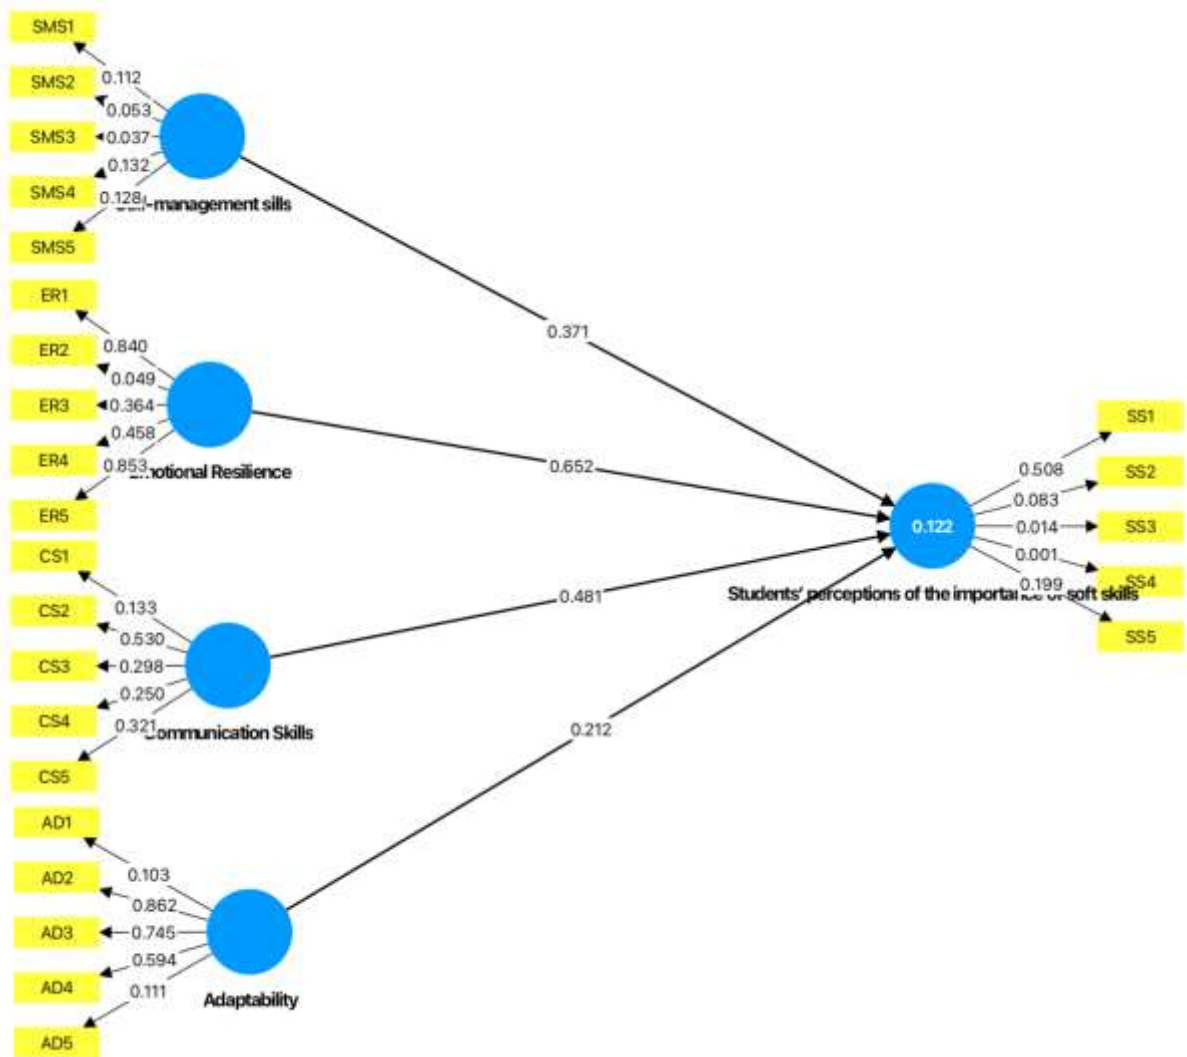 SMS1
0.112
SMS2
0.053
SMS3
0.037
0.132
SMS4
0.128
-management sills
SMS5
ER1
0.840
ER2
0.049
ER3
0.364
0.458
ER4
0.853
Emotional Resilience
ER5
CS1
0.133
CS2
0.530
CS3
0.298
0.250
CS4
0.321
Communication Skills
CS5
AD1
0.103
AD2
0.862
AD3
0.745
0.594
AD4
0.111
Adaptability
AD5
0.371
0.652
0.481
0.212
0.122
Students' perceptions of the importance of soft skills
SS1
0.508
SS2
0.083
SS3
0.014
0.001
SS4
0.199
SS5